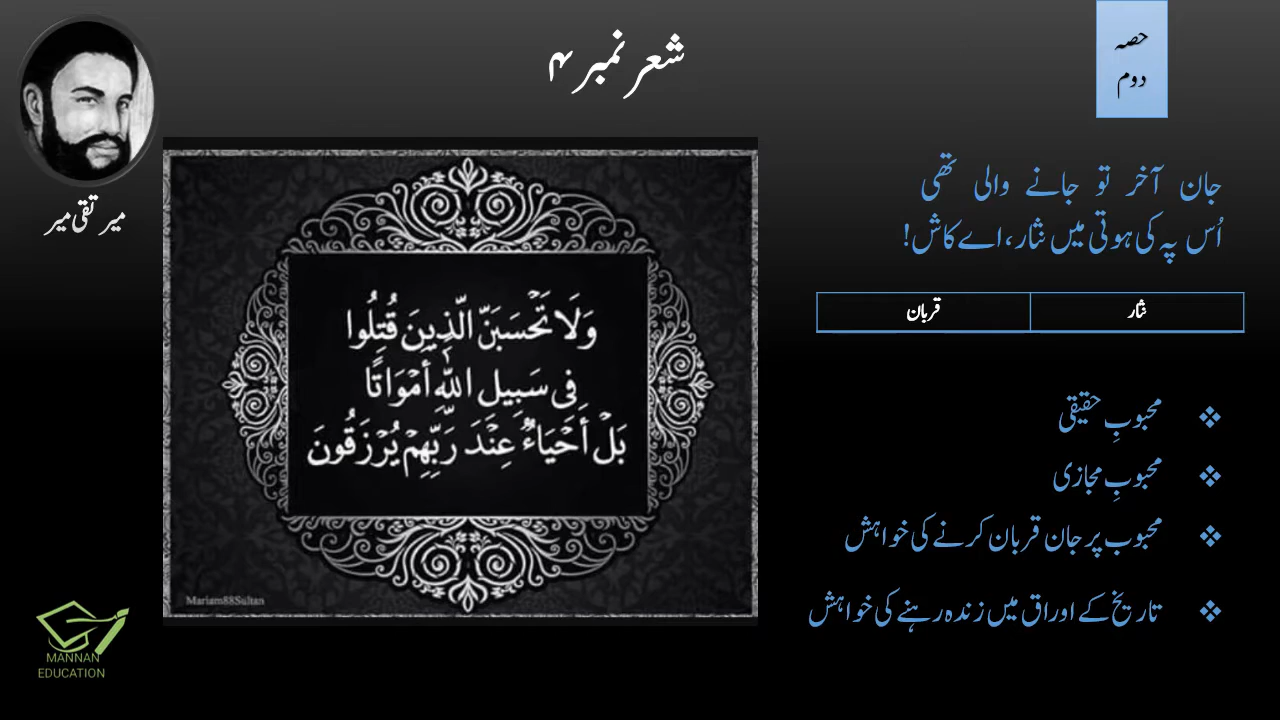 حصہ
دوم
شعر نمبر ۴
میر تقی میر
جان آخر تو جانے والی تھی
اُس پہ کی ہوتی میں نثار، اے کاش!
نثار
قربان
وَلَا تَحْسَبَنَّ الَّذِينَ قُتِلُوا
فِي سَبِيلِ اللَّهِ أَمْوَاتًا
بَلْ أَحْيَاءٌ عِنْدَ رَبِّهِمْ يُرْزَقُونَ
Mariam88Sultan
محبوبِ حقیقی
محبوبِ مجازی
محبوب پر جان قربان کرنے کی خواہش
تاریخ کے اوراق میں زندہ رہنے کی خواہش
MANNAN
EDUCATION